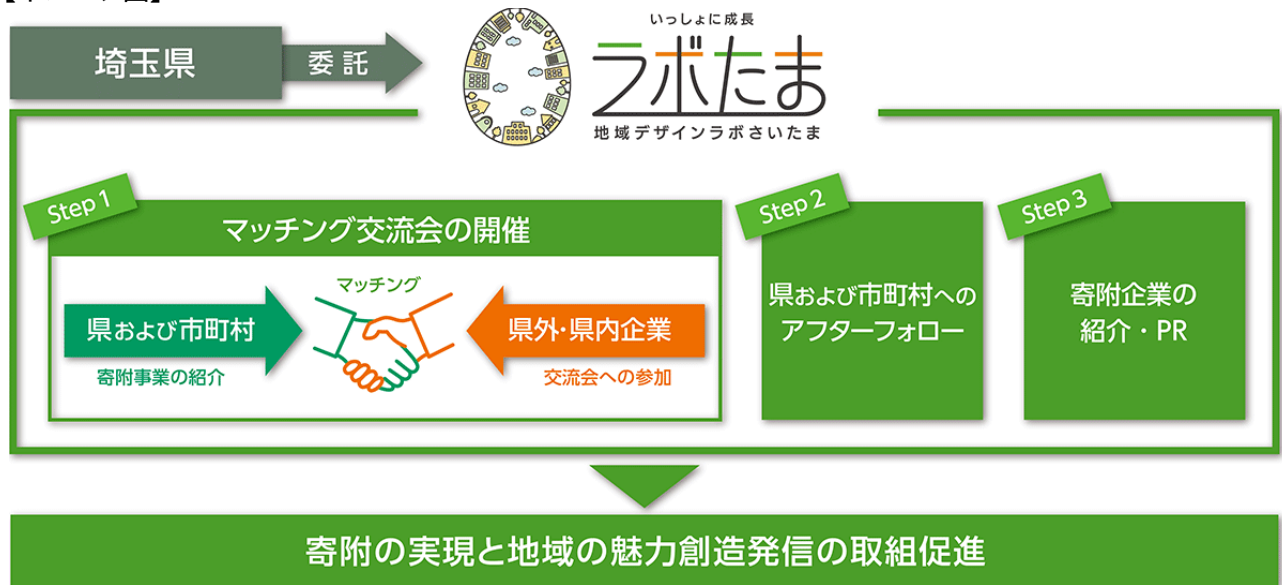 埼玉県
委託
いっしょに成長
ラボたま
地域デザインラボさいたま
Step 1
マッチング交流会の開催
マッチング
県および市町村
寄附事業の紹介
県外・県内企業
交流会への参加
Step 2
県および市町村への
アフターフォロー
Step 3
寄附企業の
紹介・PR
寄附の実現と地域の魅力創造発信の取組促進